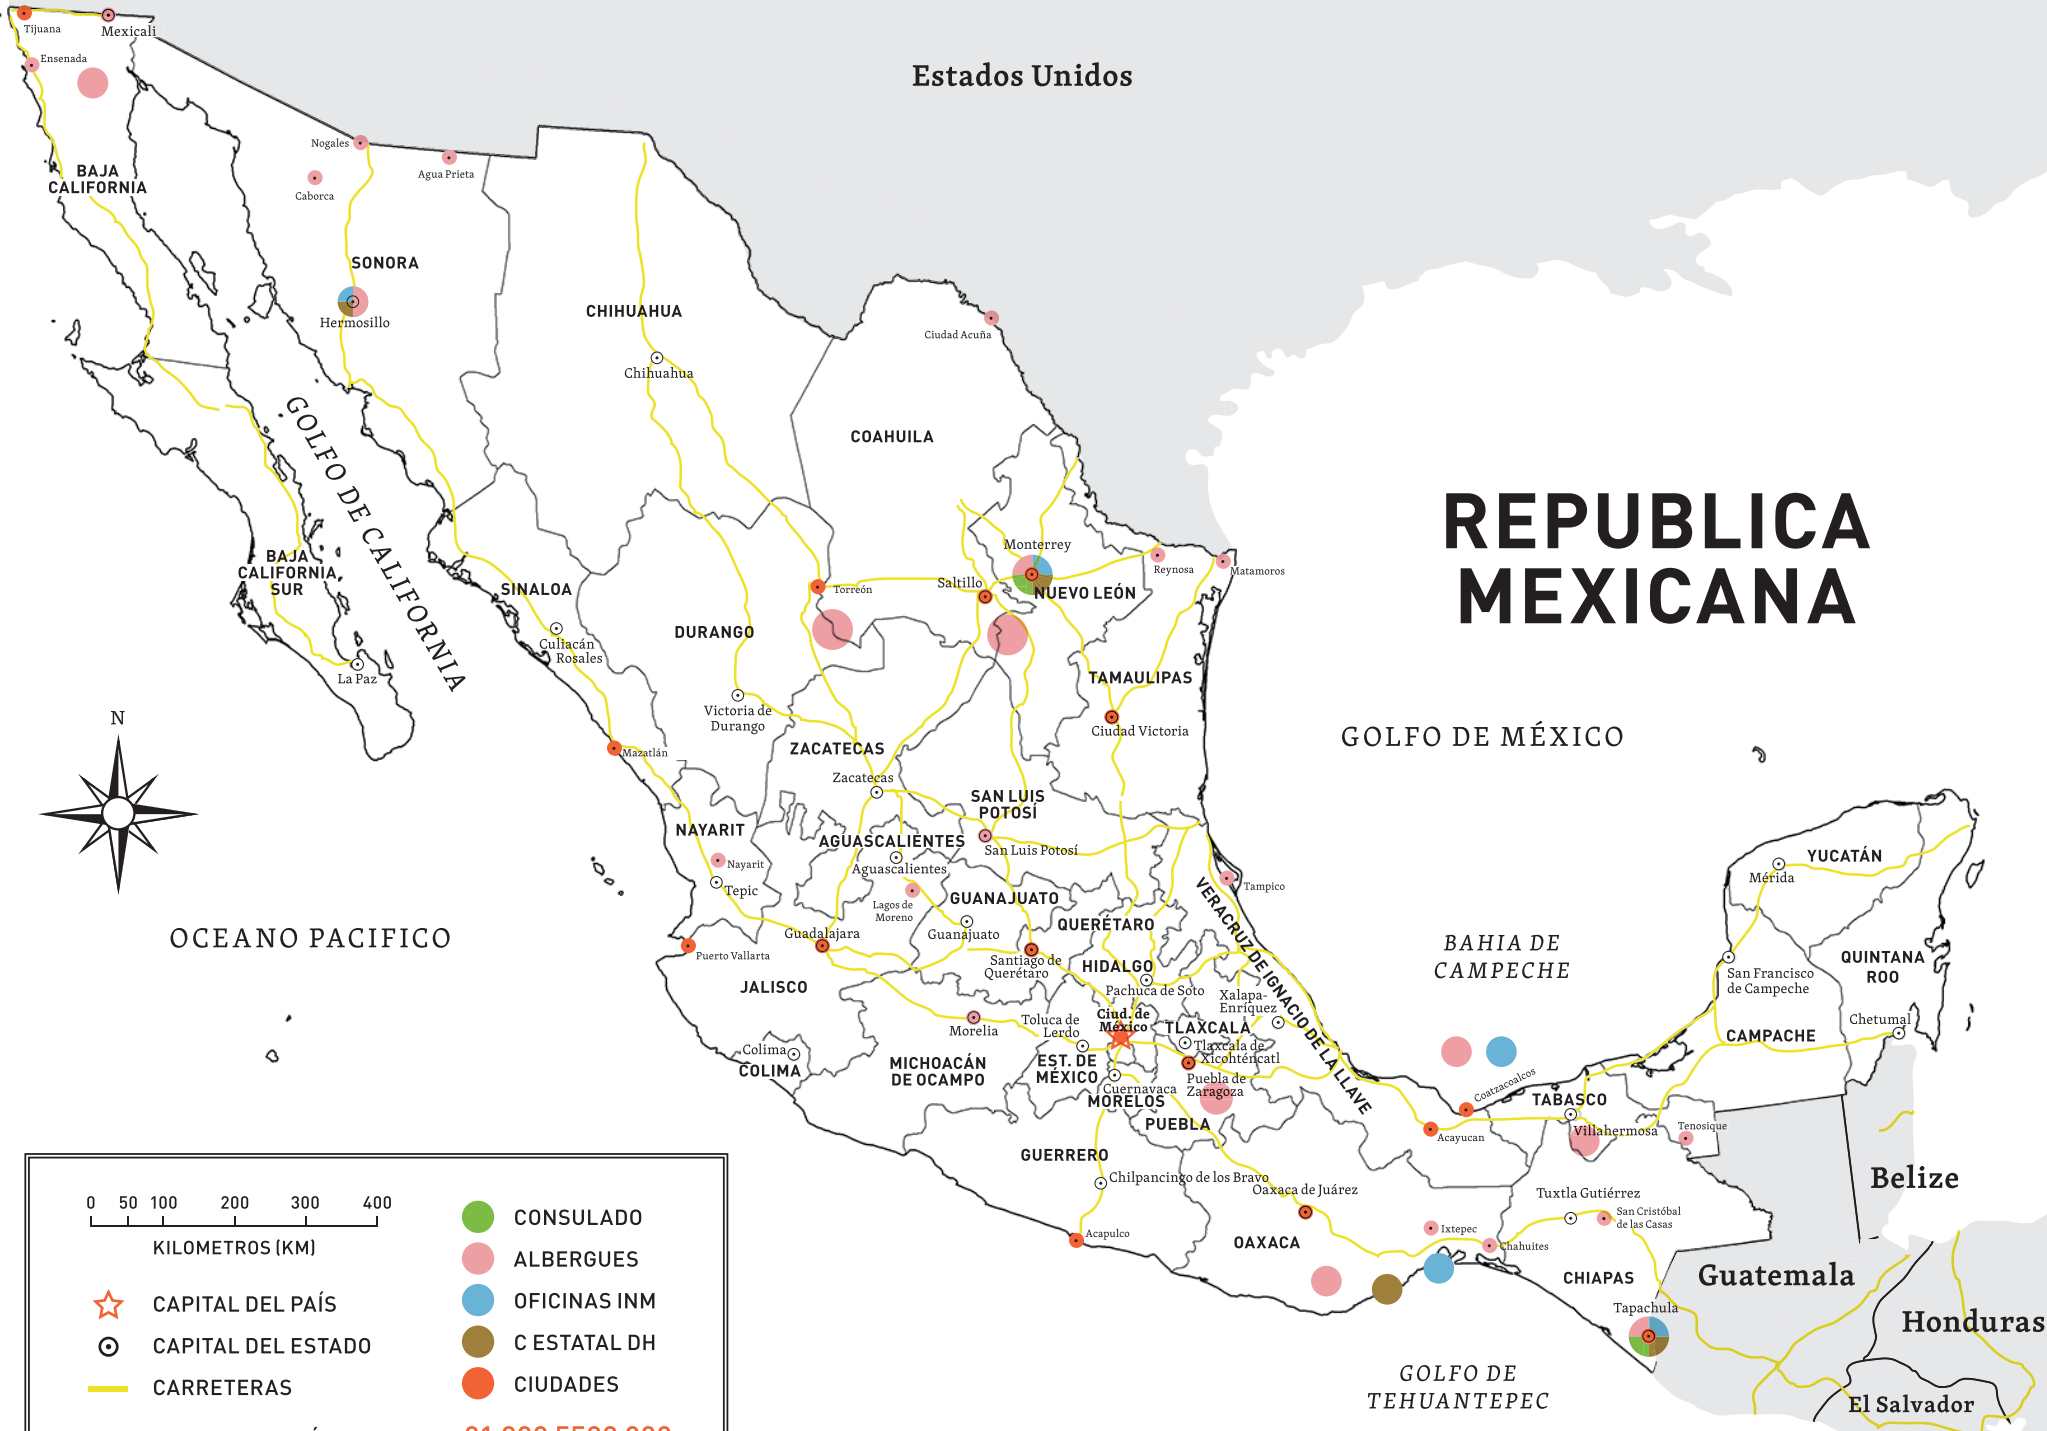 Estados Unidos
Tijuana
Mexicali
Ensenada
BAJA
CALIFORNIA
Nogales
Caborca
Agua Prieta
SONORA
Hermosillo
CHIHUAHUA
Chihuahua
Ciudad Acuña
COAHUILA
GOLFO DE CALIFORNIA
BAJA
CALIFORNIA
SUR
La Paz
SINALOA
Culiacán
Rosales
DURANGO
Victoria de
Durango
Torreón
Saltillo
Monterrey
NUEVO LEÓN
Reynosa
Matamoros
REPUBLICA
MEXICANA
TAMAULIPAS
Ciudad Victoria
GOLFO DE MÉXICO
N
Mazatlán
ZACATECAS
Zacatecas
SAN LUIS
POTOSÍ
San Luis Potosí
NAYARIT
Nayarit
Tepic
AGUASCALIENTES
Aguascalientes
Lagos de
Moreno
GUANAJUATO
Guanajuato
QUERÉTARO
Santiago de
Querétaro
Tampico
VERACRUZ DE IGNACIO DE LA LLAVE
OCEANO PACIFICO
Puerto Vallarta
Guadalajara
JALISCO
HIDALGO
Pachuca de Soto
Xalapa-
Enríquez
Colima
COLIMA
Morelia
MICHOACÁN
DE OCAMPO
Toluca de
Lerdo
Ciud. de
México
EST. DE
MÉXICO
TLAXCALA
Tlaxcala de
Xicohténcatl
Cuernavaca
MORELOS
Puebla de
Zaragoza
PUEBLA
BAHIA DE
CAMPECHE
YUCATÁN
Mérida
QUINTANA
ROO
San Francisco
de Campeche
CAMPACHE
Chetumal
Coatzacoalcos
Acayucan
TABASCO
Villahermosa
Tenosique
GUERRERO
Chilpancingo de los Bravo
Acapulco
Oaxaca de Juárez
OAXACA
Ixtepec
Chahuites
Tuxtla Gutiérrez
San Cristóbal
de las Casas
CHIAPAS
Tapachula
GOLFO DE
TEHUANTEPEC
Belize
Guatemala
Honduras
El Salvador
0 50 100 200 300 400
KILOMETROS (KM)
CAPITAL DEL PAÍS
CAPITAL DEL ESTADO
CARRETERAS
CONSULADO
ALBERGUES
OFICINAS INM
C ESTATAL DH
CIUDADES